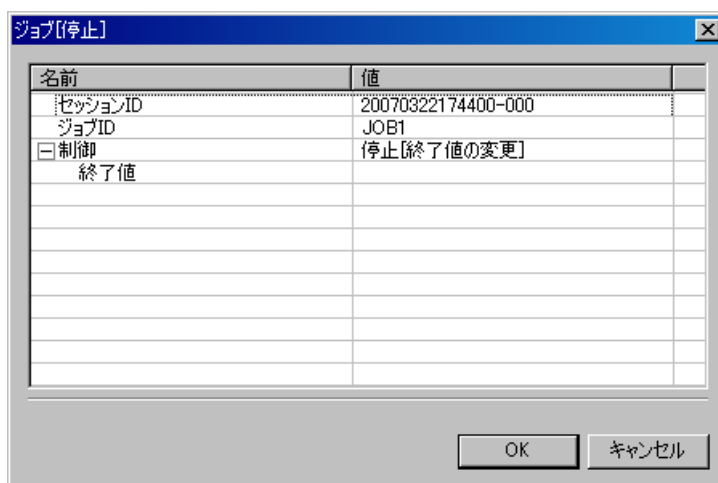 ジョブ[停止]
名前 値
セッションID 20070322174400-000
ジョブID JOB1
制御 停止[終了値の変更]
終了値
OK キャンセル